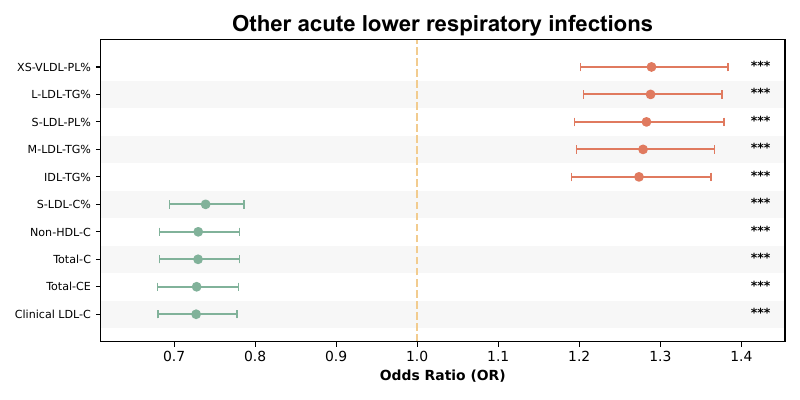 Other acute lower respiratory infections
XS-VLDL-PL% ***
L-LDL-TG% ***
S-LDL-PL% ***
M-LDL-TG% ***
IDL-TG% ***
S-LDL-C% ***
Non-HDL-C ***
Total-C ***
Total-CE ***
Clinical LDL-C ***
0.7 0.8 0.9 1.0 1.1 1.2 1.3 1.4
Odds Ratio (OR)